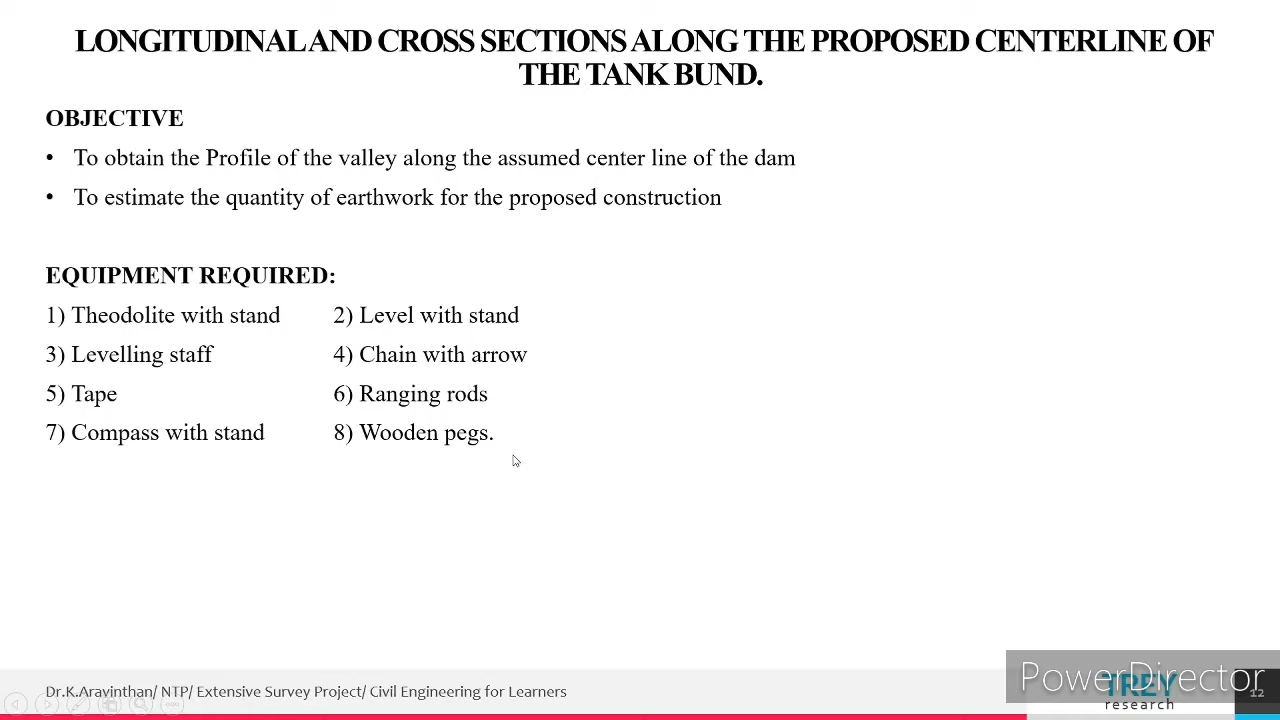 LONGITUDINAL AND CROSS SECTIONS ALONG THE PROPOSED CENTERLINE OF
THE TANK BUND.
OBJECTIVE
• To obtain the Profile of the valley along the assumed center line of the dam
• To estimate the quantity of earthwork for the proposed construction
EQUIPMENT REQUIRED:
1) Theodolite with stand 2) Level with stand
3) Levelling staff 4) Chain with arrow
5) Tape 6) Ranging rods
7) Compass with stand 8) Wooden pegs.
Dr.K.Aravinthan/ NTP/ Extensive Survey Project/ Civil Engineering for Learners
PowerDirector
TREY
research
12